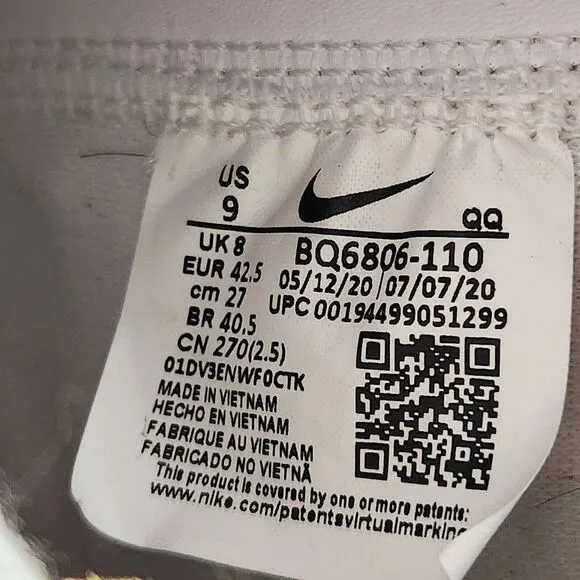 US
9
QQ
UK 8
BQ6806-110
EUR 42.5
05/12/20 07/07/20
cm 27
UPC 00194499051299
BR 40.5
CN 270(2.5)
01DV3ENWF0CTK
MADE IN VIETNAM
HECHO EN VIETNAM
FABRIQUE AU VIETNAM
FABRICADO NO VIETNÃ
This product is covered by one or more patents:
www.nike.com/patentsvirtualmarking